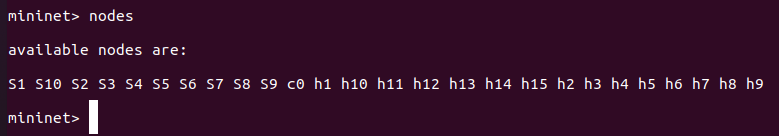 mininet> nodes
available nodes are:
S1 S10 S2 S3 S4 S5 S6 S7 S8 S9 c0 h1 h10 h11 h12 h13 h14 h15 h2 h3 h4 h5 h6 h7 h8 h9
mininet>